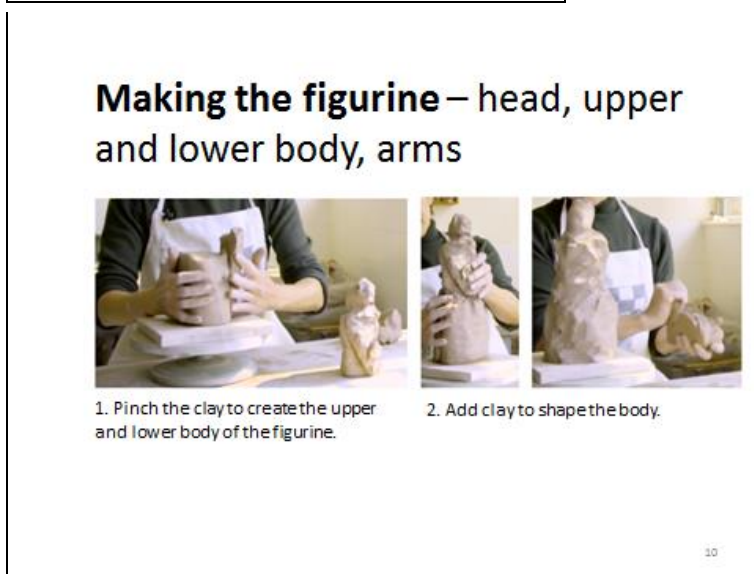 Making the figurine – head, upper
and lower body, arms
1. Pinch the clay to create the upper
and lower body of the figurine.
2. Add clay to shape the body.
10